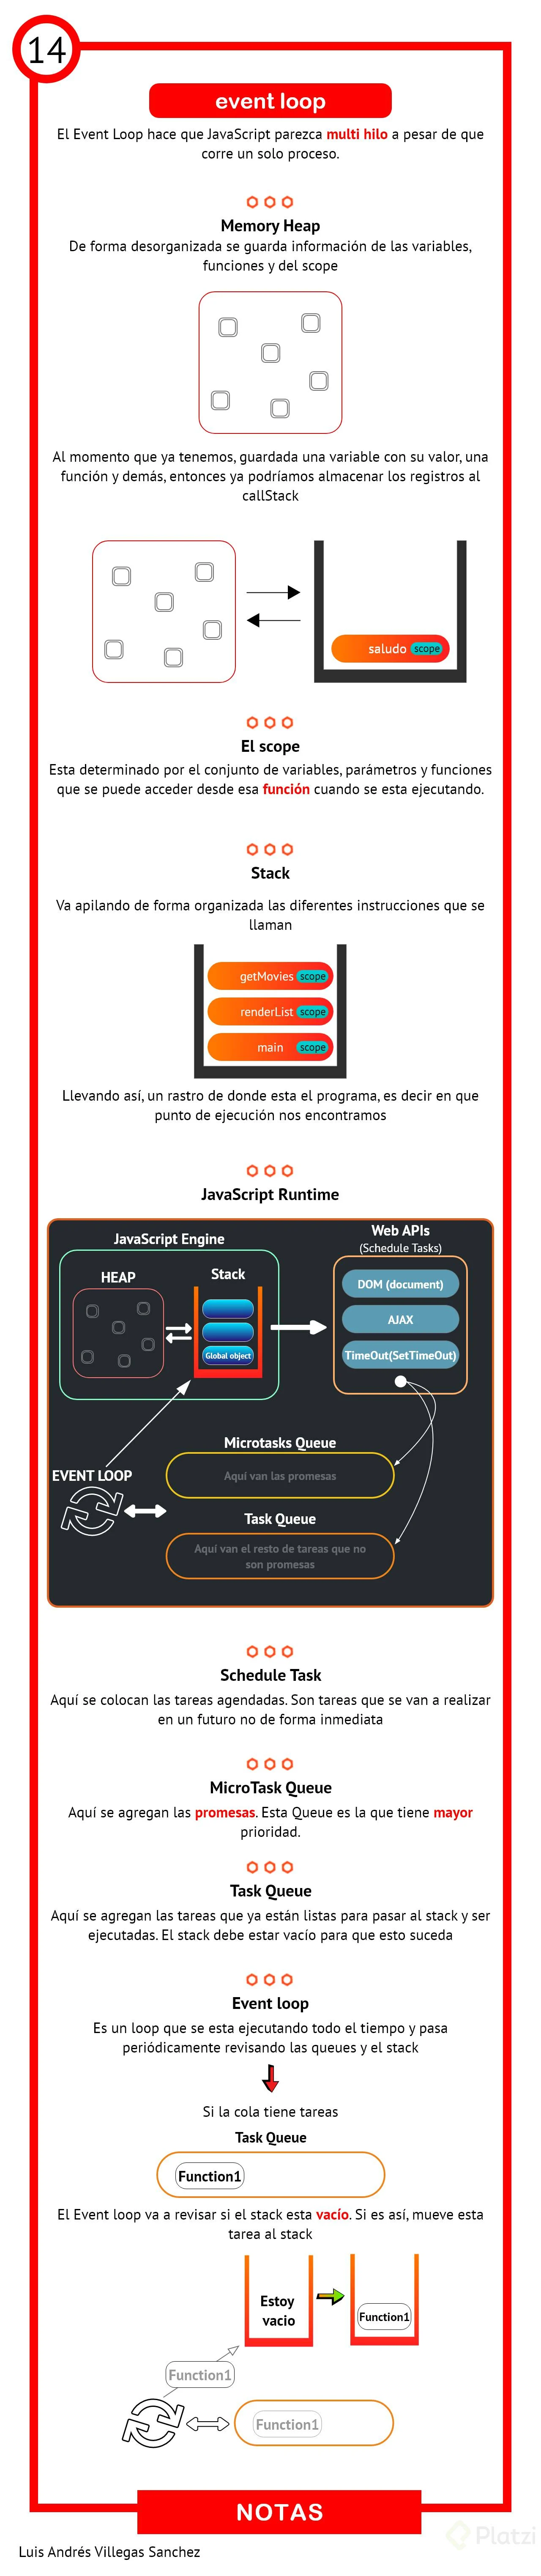 14
event loop
El Event Loop hace que JavaScript parezca multi hilo a pesar de que
corre un solo proceso.
Memory Heap
De forma desorganizada se guarda información de las variables,
funciones y del scope
Al momento que ya tenemos, guardada una variable con su valor, una
función y demás, entonces ya podríamos almacenar los registros al
callStack
saludo scope
El scope
Esta determinado por el conjunto de variables, parámetros y funciones
que se puede acceder desde esa función cuando se esta ejecutando.
Stack
Va apilando de forma organizada las diferentes instrucciones que se
llaman
getMovies scope
renderList scope
main scope
Llevando así, un rastro de donde esta el programa, es decir en que
punto de ejecución nos encontramos
JavaScript Runtime
JavaScript Engine
HEAP
Stack
Global object
Web APIs
(Schedule Tasks)
DOM (document)
AJAX
TimeOut(SetTimeOut)
Microtasks Queue
Aquí van las promesas
EVENT LOOP
Task Queue
Aquí van el resto de tareas que no
son promesas
Schedule Task
Aquí se colocan las tareas agendadas. Son tareas que se van a realizar
en un futuro no de forma inmediata
MicroTask Queue
Aquí se agregan las promesas. Esta Queue es la que tiene mayor
prioridad.
Task Queue
Aquí se agregan las tareas que ya están listas para pasar al stack y ser
ejecutadas. El stack debe estar vacío para que esto suceda
Event loop
Es un loop que se esta ejecutando todo el tiempo y pasa
periódicamente revisando las queues y el stack
Si la cola tiene tareas
Task Queue
Function1
El Event loop va a revisar si el stack esta vacío. Si es así, mueve esta
tarea al stack
Estoy
vacio
Function1
Function1
Function1
NOTAS
Platzi
Luis Andrés Villegas Sanchez